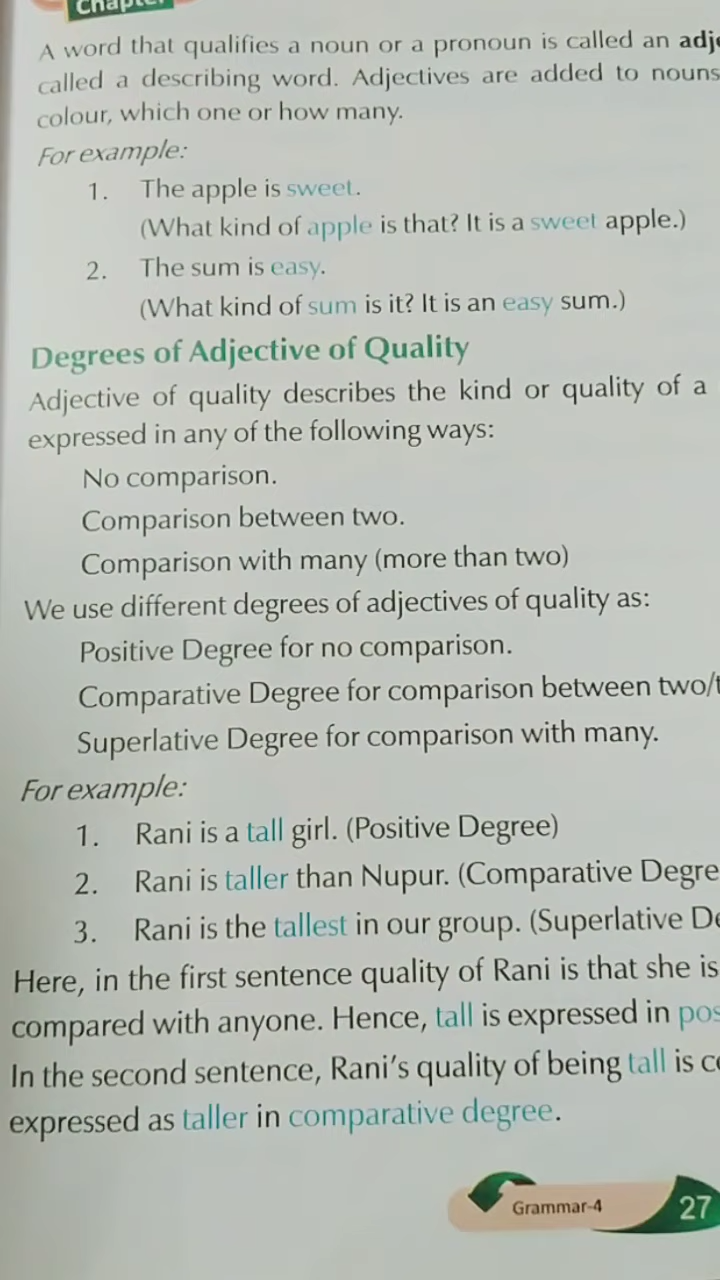 Chapter
A word that qualifies a noun or a pronoun is called an
called a describing word. Adjectives are added to nouns
colour, which one or how many.
For example:
1. The apple is sweet.
(What kind of apple is that? It is a sweet apple.)
2. The sum is easy.
(What kind of sum is it? It is an easy sum.)
Degrees of Adjective of Quality
Adjective of quality describes the kind or quality of a
expressed in any of the following ways:
No comparison.
Comparison between two.
Comparison with many (more than two)
We use different degrees of adjectives of quality as:
Positive Degree for no comparison.
Comparative Degree for comparison between two/
Superlative Degree for comparison with many.
For example:
1. Rani is a tall girl. (Positive Degree)
2. Rani is taller than Nupur. (Comparative Degre
3. Rani is the tallest in our group. (Superlative De
Here, in the first sentence quality of Rani is that she is
compared with anyone. Hence, tall is expressed in pos
In the second sentence, Rani's quality of being tall is co
expressed as taller in comparative degree.
Grammar-4
27